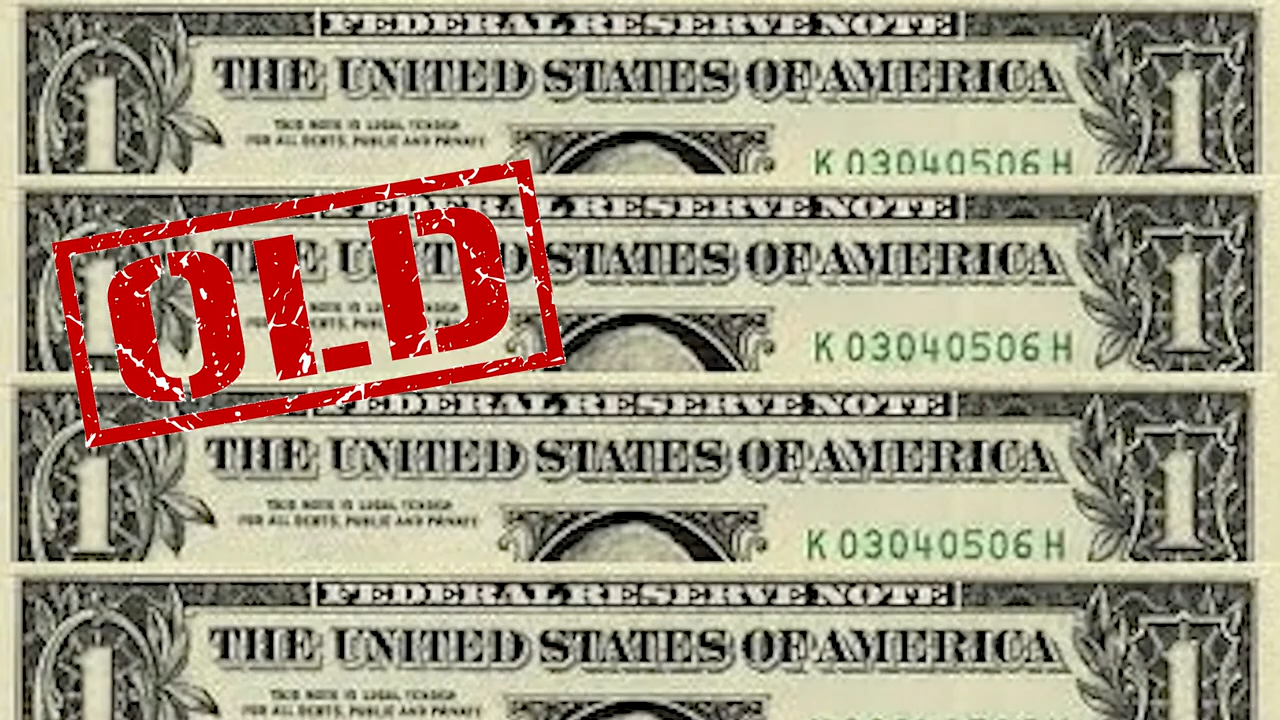 FEDERAL RESERVE NOTE
THE UNITED STATES OF AMERICA
1
1
THIS NOTE IS LEGAL TENDER
FOR ALL DEBTS, PUBLIC AND PRIVATE
K 03040506 H
FEDERAL RESERVE NOTE
THE UNITED STATES OF AMERICA
1
1
OLD
K 03040506 H
FEDERAL RESERVE NOTE
THE UNITED STATES OF AMERICA
1
1
THIS NOTE IS LEGAL TENDER
FOR ALL DEBTS, PUBLIC AND PRIVATE
K 03040506 H
FEDERAL RESERVE NOTE
THE UNITED STATES OF AMERICA
1
1
THIS NOTE IS LEGAL TENDER
FOR ALL DEBTS, PUBLIC AND PRIVATE